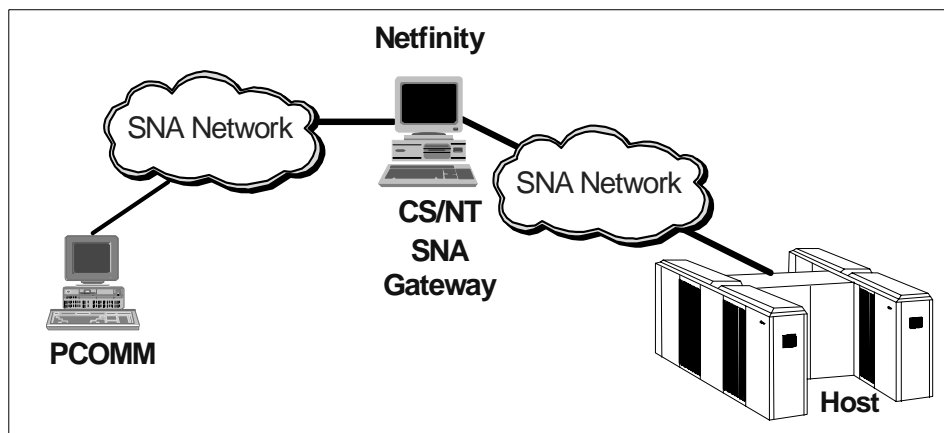 Netfinity
SNA Network
SNA Network
CS/NT
SNA
Gateway
PCOMM
Host